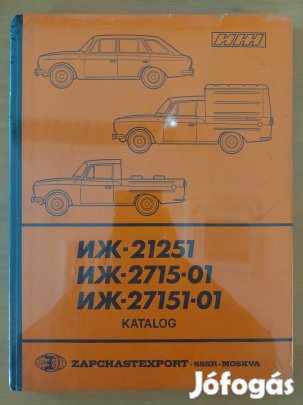 ИЖ
ИЖ-21251
ИЖ-2715-01
ИЖ-27151-01
KATALOG
ZAPCHASTEXPORT · SSSR · MOSKVA
Jófogás